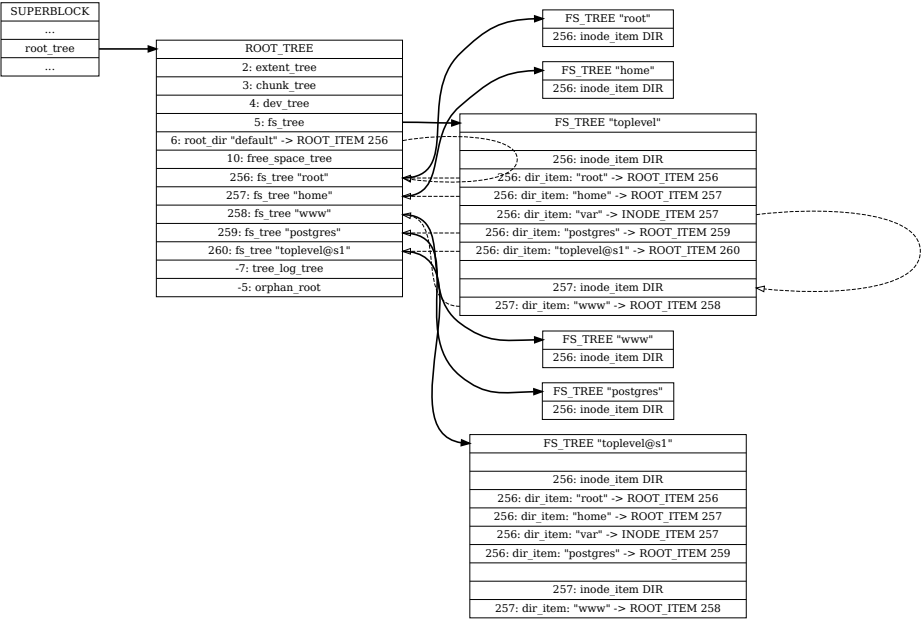 SUPERBLOCK
...
root_tree
...
ROOT_TREE
2: extent_tree
3: chunk_tree
4: dev_tree
5: fs_tree
6: root_dir "default" -> ROOT_ITEM 256
10: free_space_tree
256: fs_tree "root"
257: fs_tree "home"
258: fs_tree "www"
259: fs_tree "postgres"
260: fs_tree "toplevel@s1"
-7: tree_log_tree
-5: orphan_root
FS_TREE "root"
256: inode_item DIR
FS_TREE "home"
256: inode_item DIR
FS_TREE "toplevel"
256: inode_item DIR
256: dir_item: "root" -> ROOT_ITEM 256
256: dir_item: "home" -> ROOT_ITEM 257
256: dir_item: "var" -> INODE_ITEM 257
256: dir_item: "postgres" -> ROOT_ITEM 259
256: dir_item: "toplevel@s1" -> ROOT_ITEM 260
257: inode_item DIR
257: dir_item: "www" -> ROOT_ITEM 258
FS_TREE "www"
256: inode_item DIR
FS_TREE "postgres"
256: inode_item DIR
FS_TREE "toplevel@s1"
256: inode_item DIR
256: dir_item: "root" -> ROOT_ITEM 256
256: dir_item: "home" -> ROOT_ITEM 257
256: dir_item: "var" -> INODE_ITEM 257
256: dir_item: "postgres" -> ROOT_ITEM 259
257: inode_item DIR
257: dir_item: "www" -> ROOT_ITEM 258